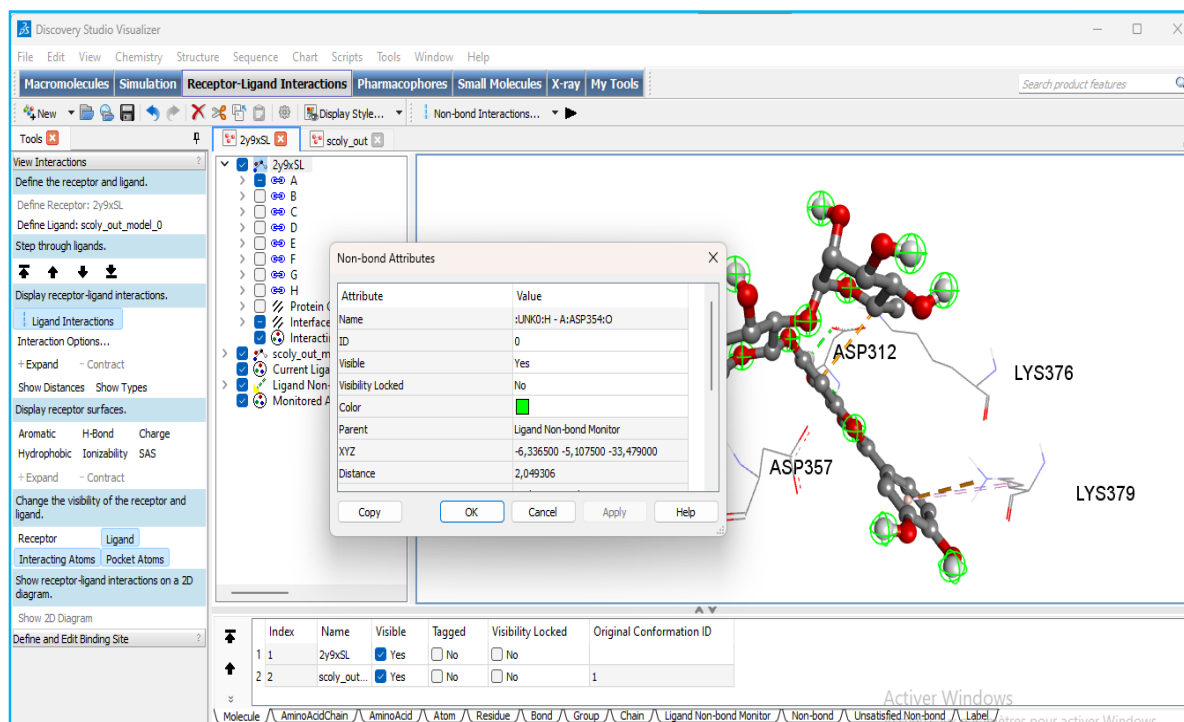 Discovery Studio Visualizer
File Edit View Chemistry Structure Sequence Chart Scripts Tools Window Help
Macromolecules Simulation Receptor-Ligand Interactions Pharmacophores Small Molecules X-ray My Tools
Search product features
New Display Style... Non-bond Interactions...
Tools
2y9xSL scoly_out
View Interactions ?
Define the receptor and ligand.
Define Receptor: 2y9xSL
Define Ligand: scoly_out_model_0
Step through ligands.
Display receptor-ligand interactions.
Ligand Interactions
Interaction Options...
+ Expand - Contract
Show Distances Show Types
Display receptor surfaces.
Aromatic H-Bond Charge
Hydrophobic Ionizability SAS
+ Expand - Contract
Change the visibility of the receptor and
ligand.
Receptor Ligand
Interacting Atoms Pocket Atoms
Show receptor-ligand interactions on a 2D
diagram.
Show 2D Diagram
Define and Edit Binding Site ?
2y9xSL
A
B
C
D
E
F
G
H
Protein
Interface
Interactin
scoly_out_m
Current Liga
Ligand Non-
Monitored A
Non-bond Attributes
Attribute Value
Name :UNK0:H - A:ASP354:O
ID 0
Visible Yes
Visibility Locked No
Color
Parent Ligand Non-bond Monitor
XYZ -6,336500 -5,107500 -33,479000
Distance 2,049306
Copy OK Cancel Apply Help
ASP312
LYS376
ASP357
LYS379
Index Name Visible Tagged Visibility Locked Original Conformation ID
1 1 2y9xSL Yes No No
2 2 scoly_out... Yes No No 1
Activer Windows
Molecule AminoAcidChain AminoAcid Atom Residue Bond Group Chain Ligand Non-bond Monitor Non-bond Unsatisfied Non-bond Label